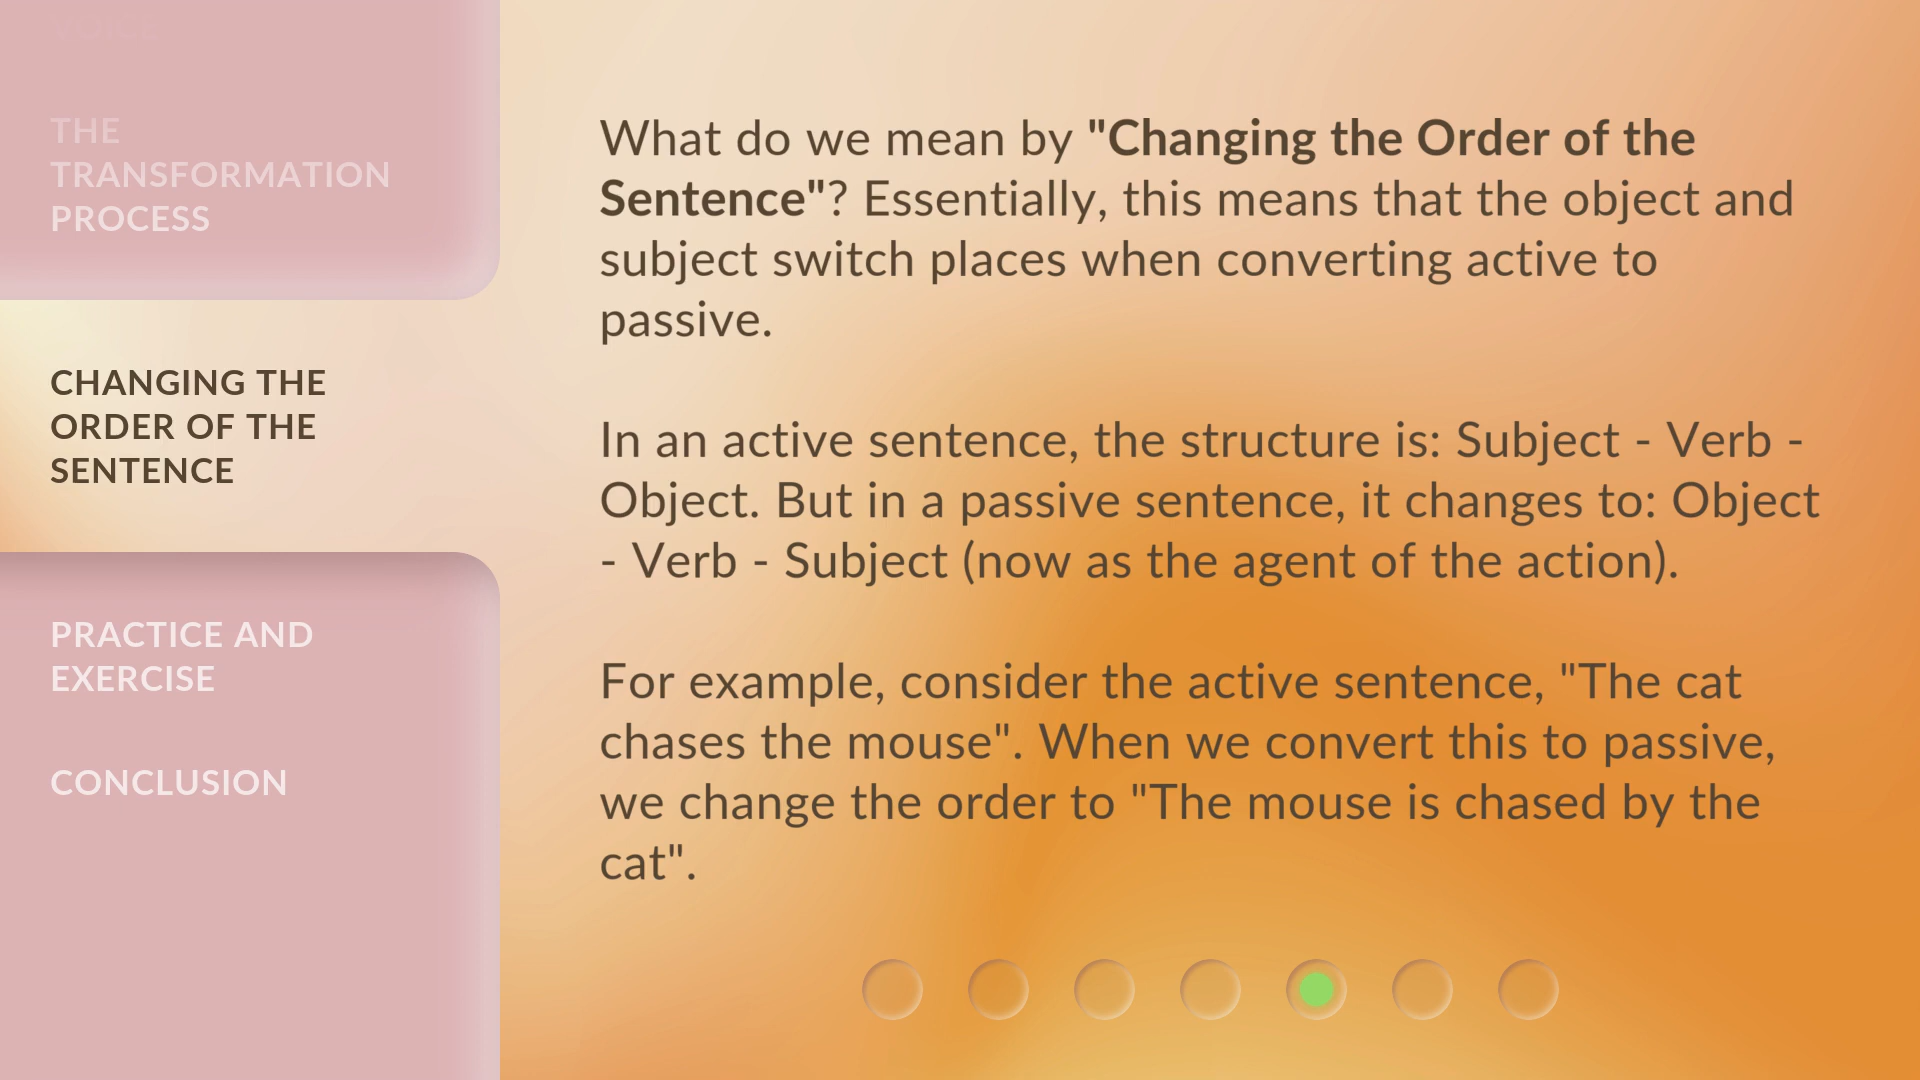 VOICE
THE
TRANSFORMATION
PROCESS
CHANGING THE
ORDER OF THE
SENTENCE
PRACTICE AND
EXERCISE
CONCLUSION
What do we mean by "Changing the Order of the
Sentence"? Essentially, this means that the object and
subject switch places when converting active to
passive.
In an active sentence, the structure is: Subject - Verb -
Object. But in a passive sentence, it changes to: Object
- Verb - Subject (now as the agent of the action).
For example, consider the active sentence, "The cat
chases the mouse". When we convert this to passive,
we change the order to "The mouse is chased by the
cat".